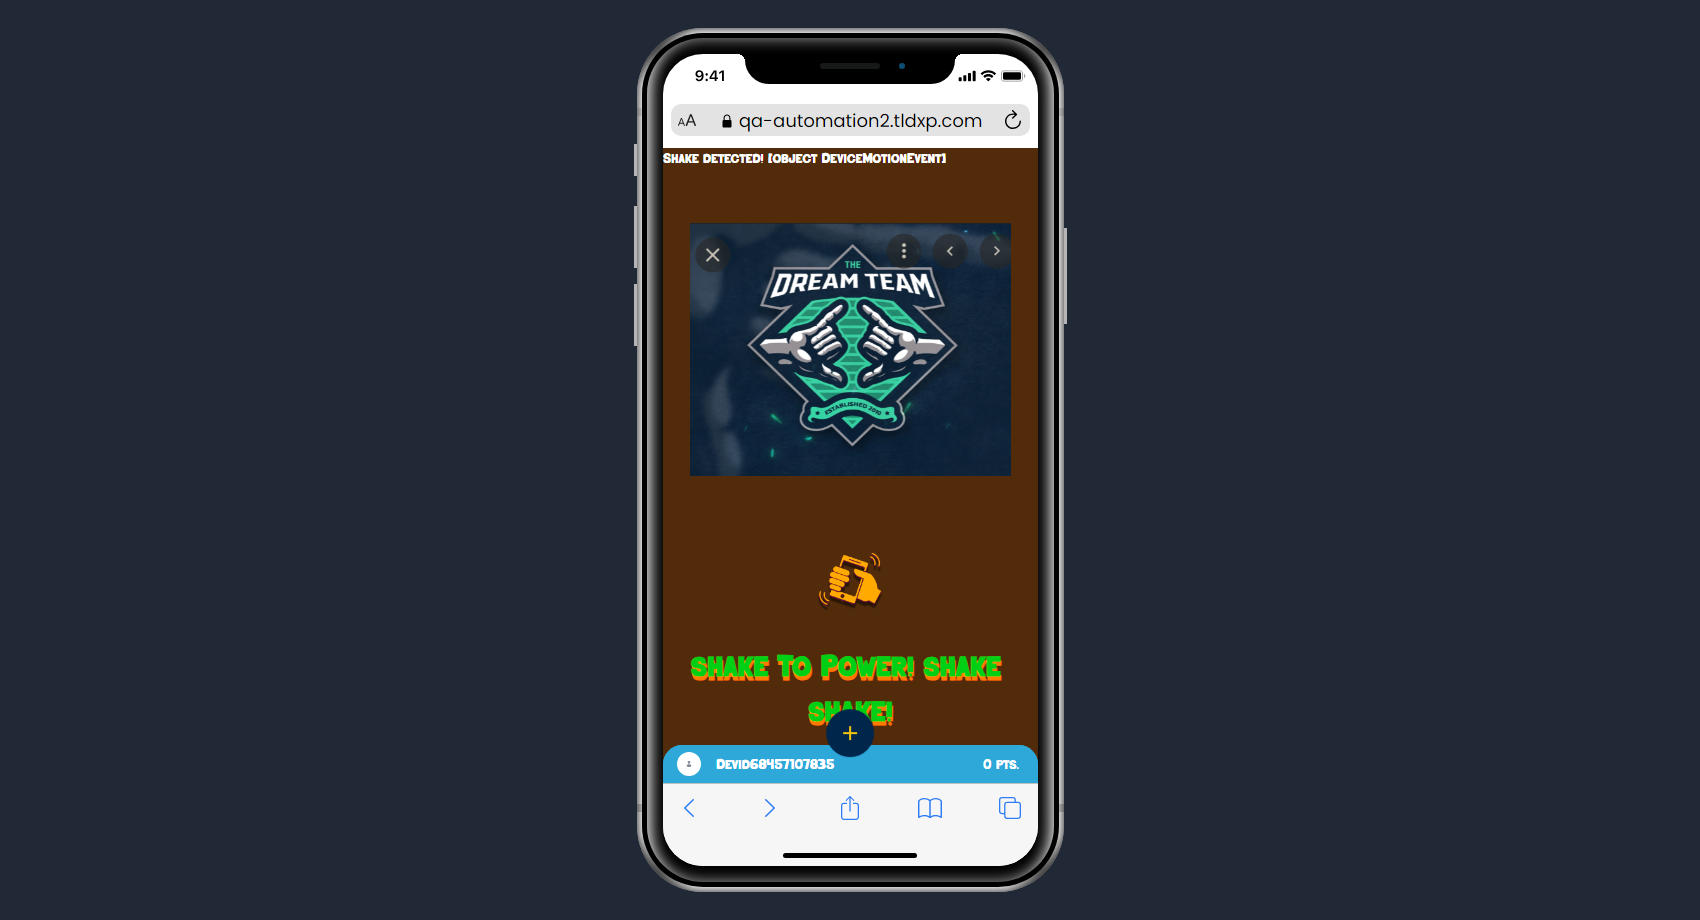 9:41
AA
qa-automation2.tldxp.com
Shake detected! [object DeviceMotionEvent]
THE
DREAM TEAM
ESTABLISHED 2010
Shake To Power! Shake
Shake!
Devid68457107835
0 pts.